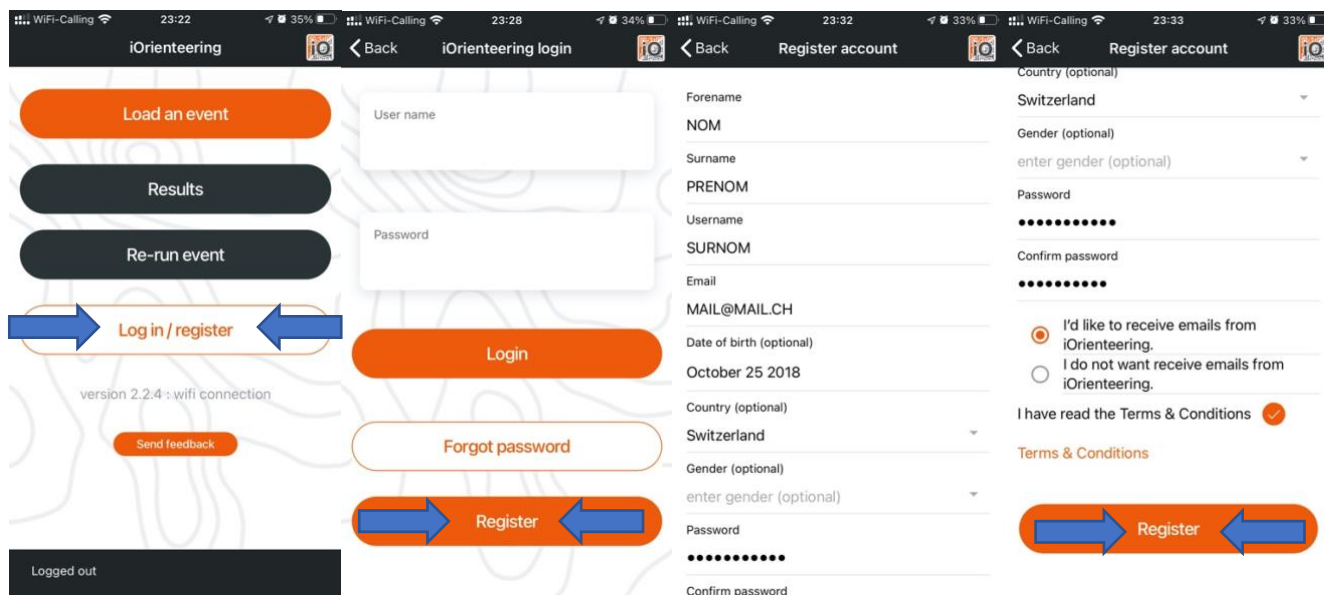 WiFi-Calling 23:22 35%
iOrienteering iO
Load an event
Results
Re-run event
Log in / register
version 2.2.4 : wifi connection
Send feedback
Logged out
WiFi-Calling 23:28 34%
Back iOrienteering login iO
User name
Password
Login
Forgot password
Register
WiFi-Calling 23:32 33%
Back Register account iO
Forename
NOM
Surname
PRENOM
Username
SURNOM
Email
MAIL@MAIL.CH
Date of birth (optional)
October 25 2018
Country (optional)
Switzerland
Gender (optional)
enter gender (optional)
Password
•••••••••••
Confirm password
WiFi-Calling 23:33 33%
Back Register account iO
Country (optional)
Switzerland
Gender (optional)
enter gender (optional)
Password
•••••••••••
Confirm password
••••••••••
I'd like to receive emails from
iOrienteering.
I do not want receive emails from
iOrienteering.
I have read the Terms & Conditions
Terms & Conditions
Register